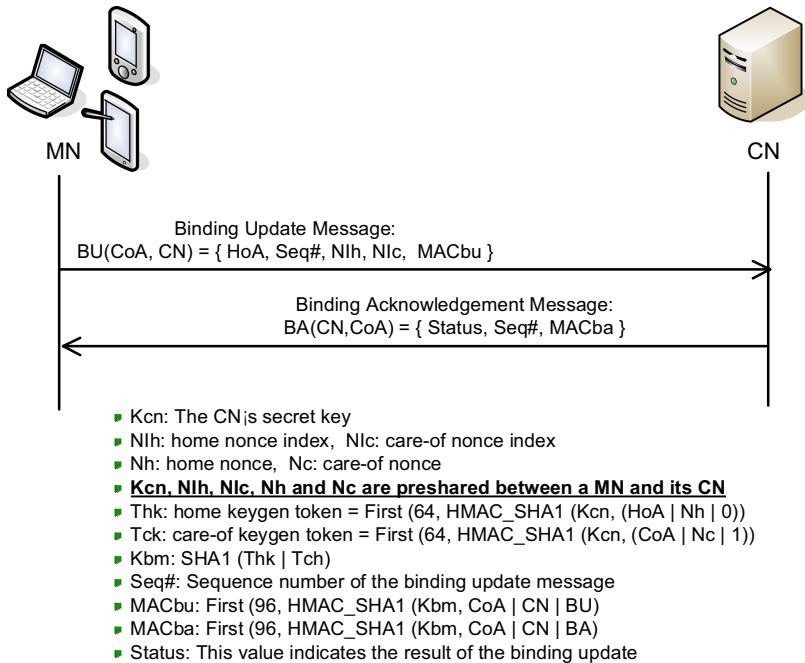 MN
CN
Binding Update Message:
BU(CoA, CN) = { HoA, Seq#, NIh, NIc, MACbu }
Binding Acknowledgement Message:
BA(CN,CoA) = { Status, Seq#, MACba }
Kcn: The CN¡s secret key
NIh: home nonce index, NIc: care-of nonce index
Nh: home nonce, Nc: care-of nonce
Kcn, NIh, NIc, Nh and Nc are preshared between a MN and its CN
Thk: home keygen token = First (64, HMAC_SHA1 (Kcn, (HoA | Nh | 0))
Tck: care-of keygen token = First (64, HMAC_SHA1 (Kcn, (CoA | Nc | 1))
Kbm: SHA1 (Thk | Tch)
Seq#: Sequence number of the binding update message
MACbu: First (96, HMAC_SHA1 (Kbm, CoA | CN | BU)
MACba: First (96, HMAC_SHA1 (Kbm, CoA | CN | BA)
Status: This value indicates the result of the binding update